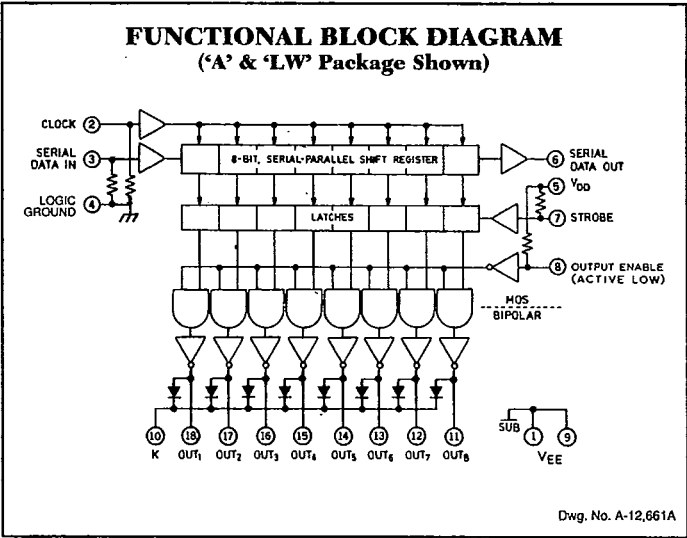 FUNCTIONAL BLOCK DIAGRAM
('A' & 'LW' Package Shown)
CLOCK 2
SERIAL DATA IN 3
8-BIT, SERIAL-PARALLEL SHIFT REGISTER
6 SERIAL DATA OUT
5 VDD
LOGIC GROUND 4
LATCHES
7 STROBE
8 OUTPUT ENABLE
(ACTIVE LOW)
MOS
BIPOLAR
10 18 17 16 15 14 13 12 11
K OUT1 OUT2 OUT3 OUT4 OUT5 OUT6 OUT7 OUT8
SUB
1 9
VEE
Dwg. No. A-12,661A